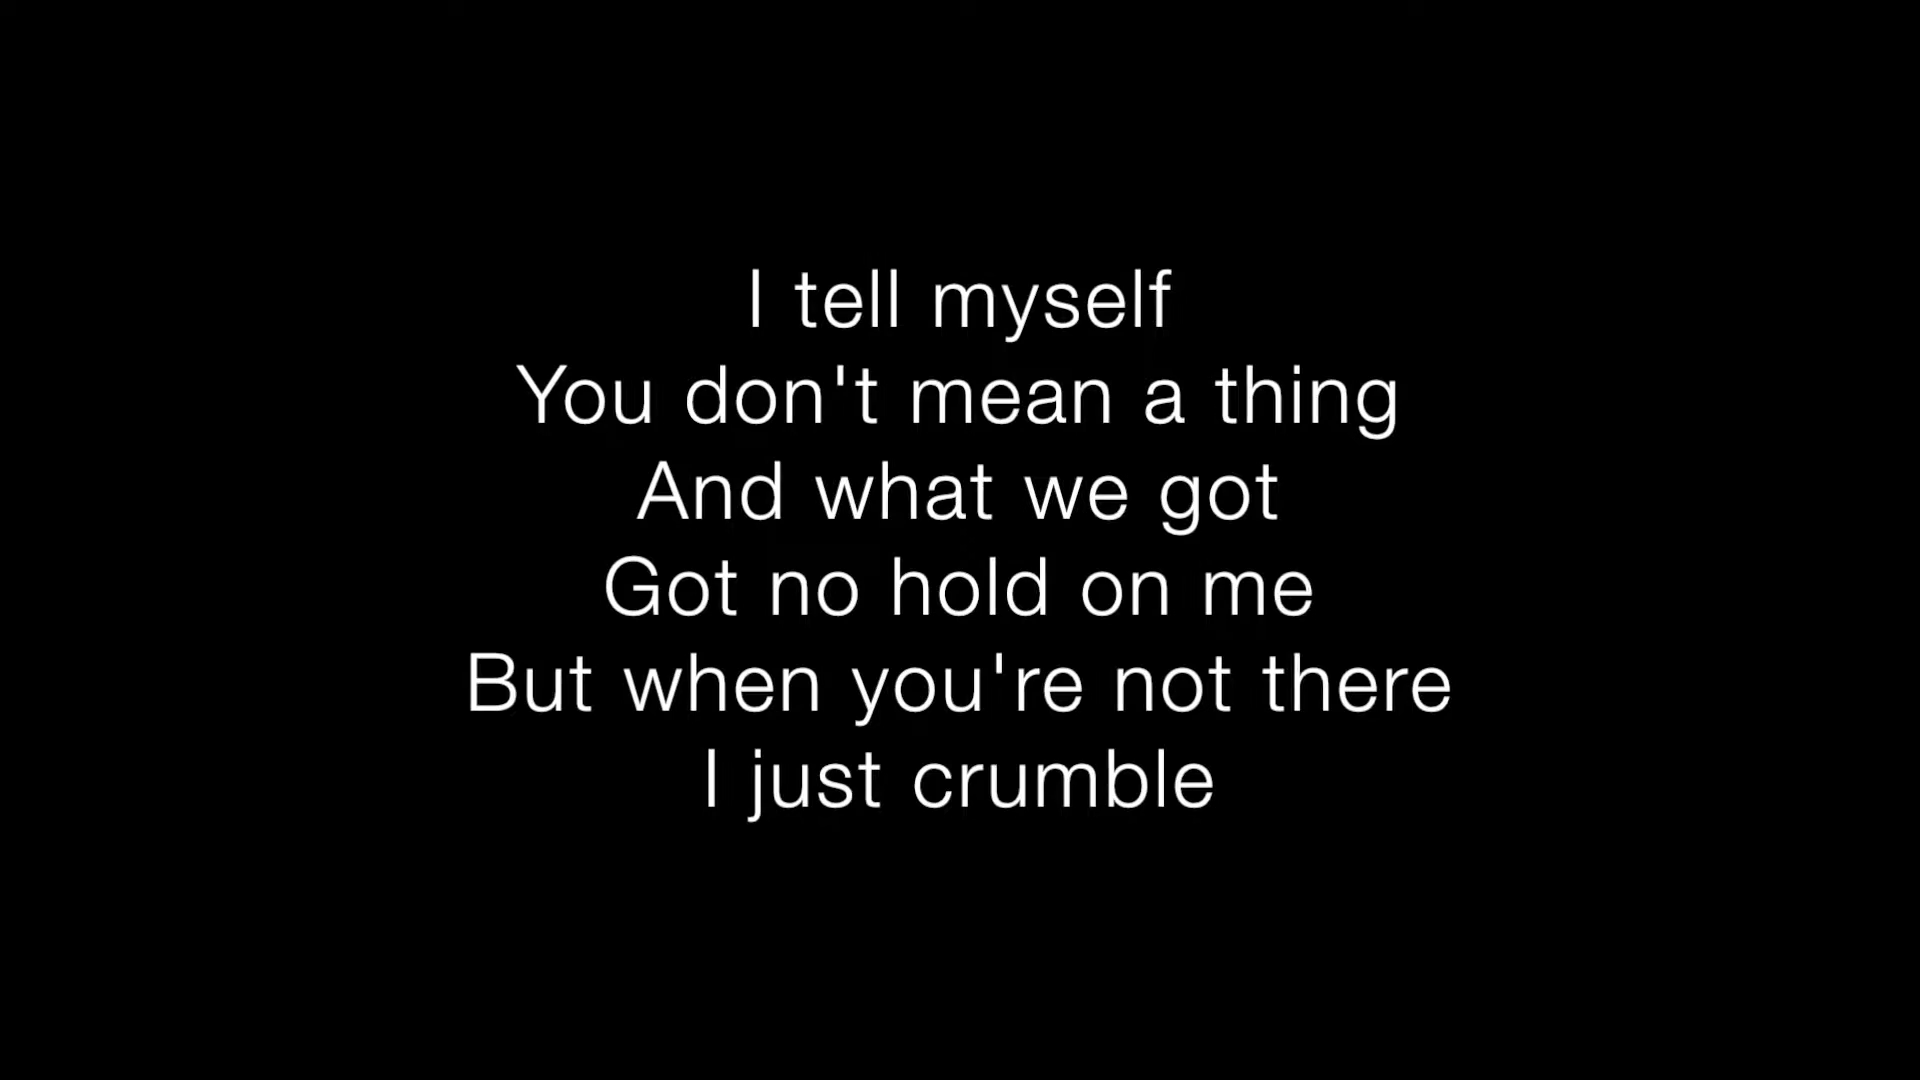 I tell myself
You don't mean a thing
And what we got
Got no hold on me
But when you're not there
I just crumble